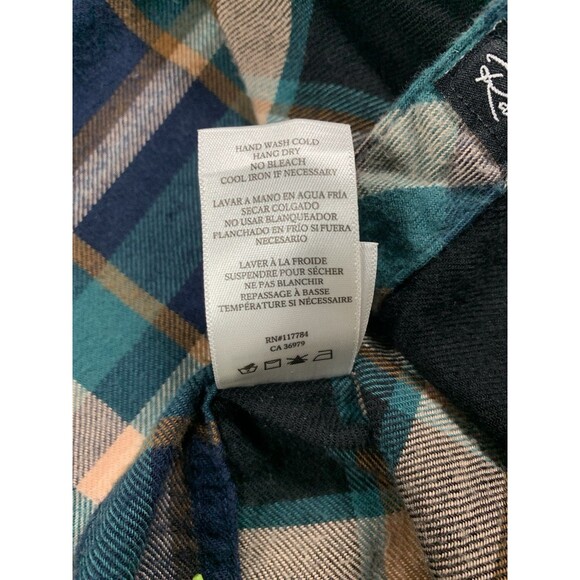 HAND WASH COLD
HANG DRY
NO BLEACH
COOL IRON IF NECESSARY
LAVAR A MANO EN AGUA FRÍA
SECAR COLGADO
NO USAR BLANQUEADOR
PLANCHADO EN FRÍO SI FUERA
NECESARIO
LAVER À LA FROIDE
SUSPENDRE POUR SÈCHER
NE PAS BLANCHIR
REPASSAGE À BASSE
TEMPÉRATURE SI NÉCESSAIRE
RN#117784
CA 36979